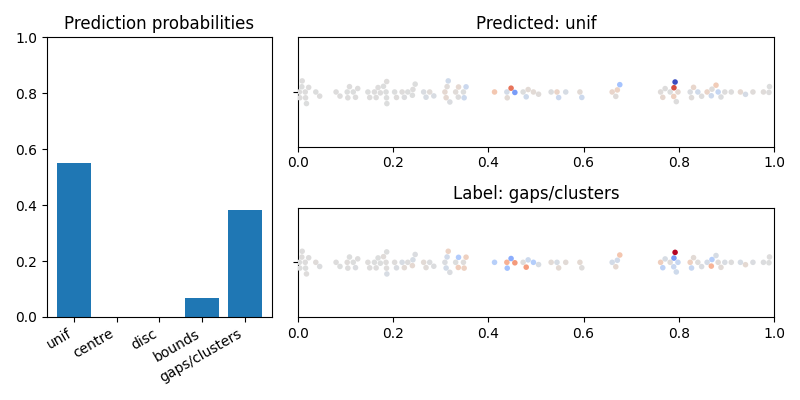 Prediction probabilities
1.0
0.8
0.6
0.4
0.2
0.0
unif
centre
disc
bounds
gaps/clusters
Predicted: unif
0.0 0.2 0.4 0.6 0.8 1.0
Label: gaps/clusters
0.0 0.2 0.4 0.6 0.8 1.0